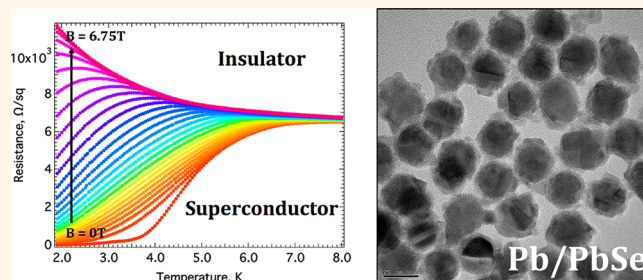 10x10³
8
6
4
2
0
Resistance, Ω/sq
B = 6.75T
Insulator
B = 0T
Superconductor
2.0 3.0 4.0 5.0 6.0 7.0 8.0
Temperature, K
Pb/PbSe